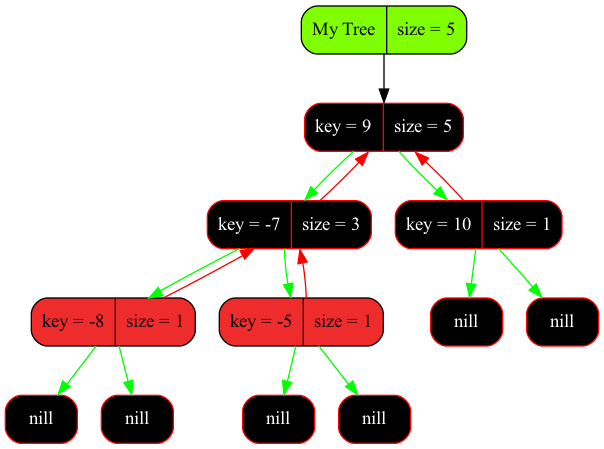 My Tree size = 5
key = 9 size = 5
key = -7 size = 3 key = 10 size = 1
key = -8 size = 1 key = -5 size = 1 nill nill
nill nill nill nill